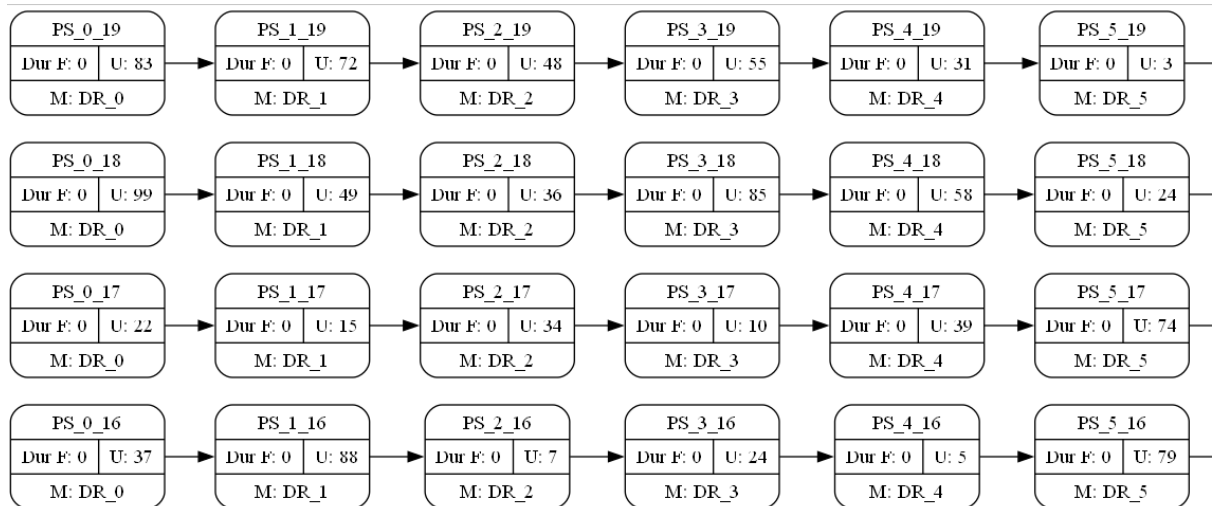 PS_0_19 PS_1_19 PS_2_19 PS_3_19 PS_4_19 PS_5_19
Dur F: 0 U: 83 Dur F: 0 U: 72 Dur F: 0 U: 48 Dur F: 0 U: 55 Dur F: 0 U: 31 Dur F: 0 U: 3
M: DR_0 M: DR_1 M: DR_2 M: DR_3 M: DR_4 M: DR_5
PS_0_18 PS_1_18 PS_2_18 PS_3_18 PS_4_18 PS_5_18
Dur F: 0 U: 99 Dur F: 0 U: 49 Dur F: 0 U: 36 Dur F: 0 U: 85 Dur F: 0 U: 58 Dur F: 0 U: 24
M: DR_0 M: DR_1 M: DR_2 M: DR_3 M: DR_4 M: DR_5
PS_0_17 PS_1_17 PS_2_17 PS_3_17 PS_4_17 PS_5_17
Dur F: 0 U: 22 Dur F: 0 U: 15 Dur F: 0 U: 34 Dur F: 0 U: 10 Dur F: 0 U: 39 Dur F: 0 U: 74
M: DR_0 M: DR_1 M: DR_2 M: DR_3 M: DR_4 M: DR_5
PS_0_16 PS_1_16 PS_2_16 PS_3_16 PS_4_16 PS_5_16
Dur F: 0 U: 37 Dur F: 0 U: 88 Dur F: 0 U: 7 Dur F: 0 U: 24 Dur F: 0 U: 5 Dur F: 0 U: 79
M: DR_0 M: DR_1 M: DR_2 M: DR_3 M: DR_4 M: DR_5